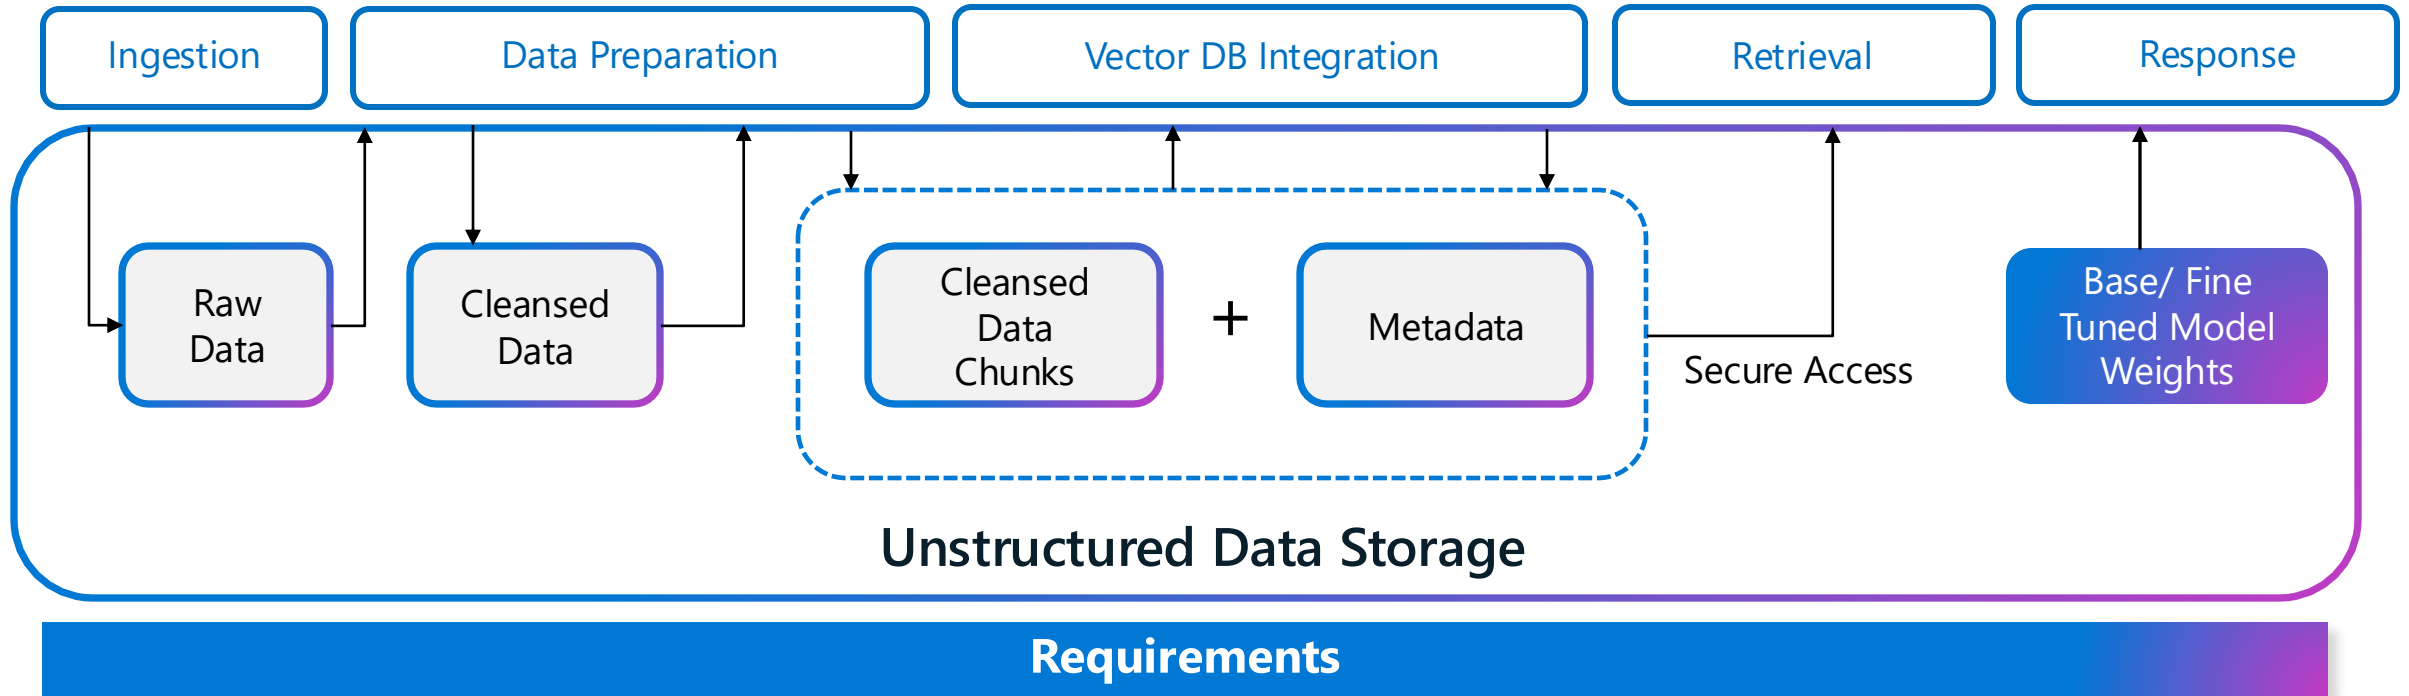 Ingestion
Data Preparation
Vector DB Integration
Retrieval
Response
Raw
Data
Cleansed
Data
Cleansed
Data
Chunks
+
Metadata
Secure Access
Base/ Fine
Tuned Model
Weights
Unstructured Data Storage
Requirements